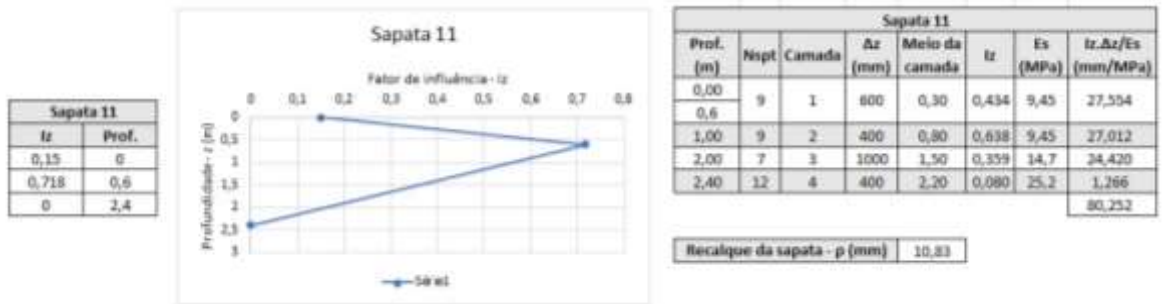 Sapata 11
Iz Prof.
0,15 0
0,718 0,6
0 2,4
Sapata 11
Fator de influência - Iz
0 0,1 0,2 0,3 0,4 0,5 0,6 0,7 0,8
Profundidade - z (m)
0
0,5
1
1,5
2
2,5
3
Série1
Sapata 11
Prof. (m) Nspt Camada Δz (mm) Meio da camada Iz Es (MPa) Iz.Δz/Es (mm/MPa)
0,00
9 1 600 0,30 0,434 9,45 27,554
0,6
1,00 9 2 400 0,80 0,638 9,45 27,012
2,00 7 3 1000 1,50 0,359 14,7 24,420
2,40 12 4 400 2,20 0,080 25,2 1,266
80,252
Recalque da sapata - ρ (mm) 10,83